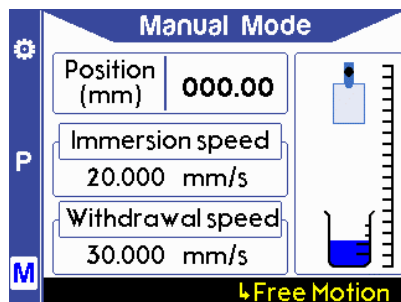 Manual Mode
Position
(mm)
000.00
Immersion speed
20.000 mm/s
P
Withdrawal speed
30.000 mm/s
M
↳Free Motion